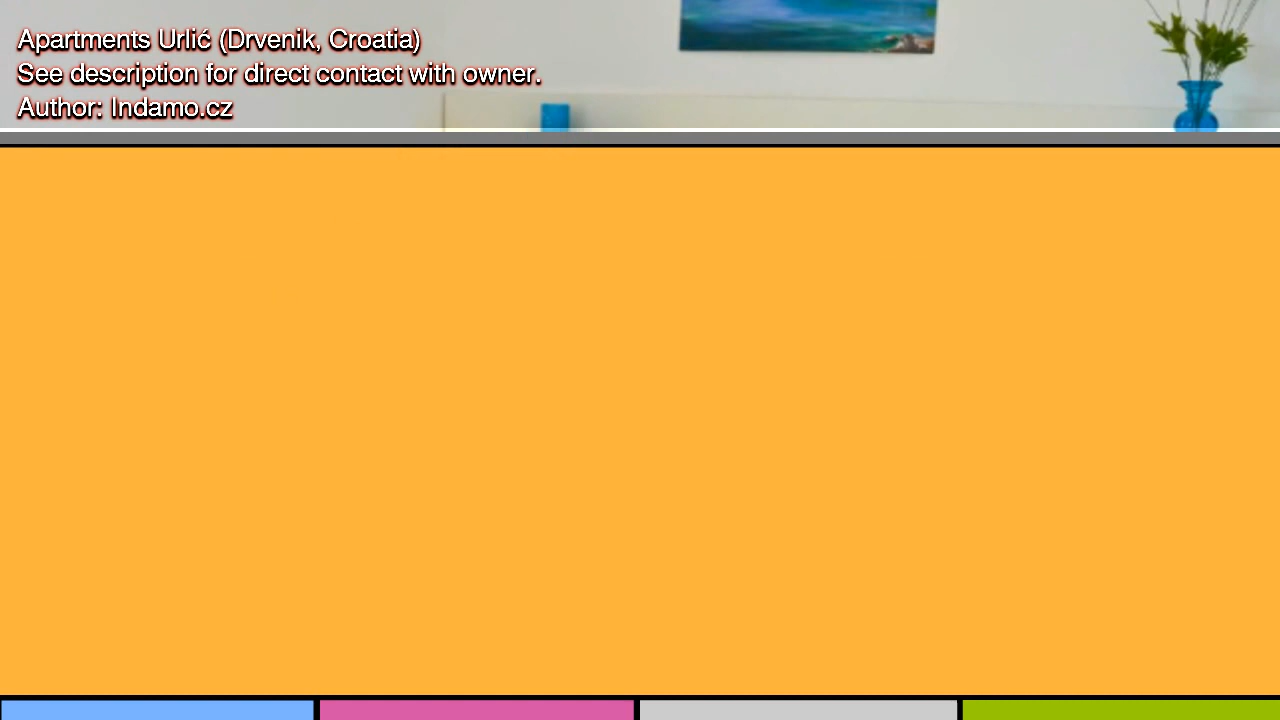 Apartments Urlić (Drvenik, Croatia)
See description for direct contact with owner.
Author: Indamo.cz